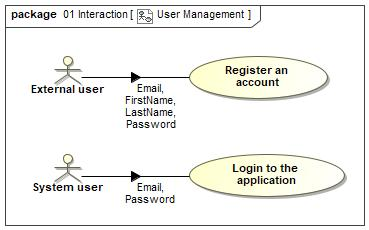 package 01 Interaction [ User Management ]
Register an
account
External user
Email,
FirstName,
LastName,
Password
Login to the
application
System user
Email,
Password